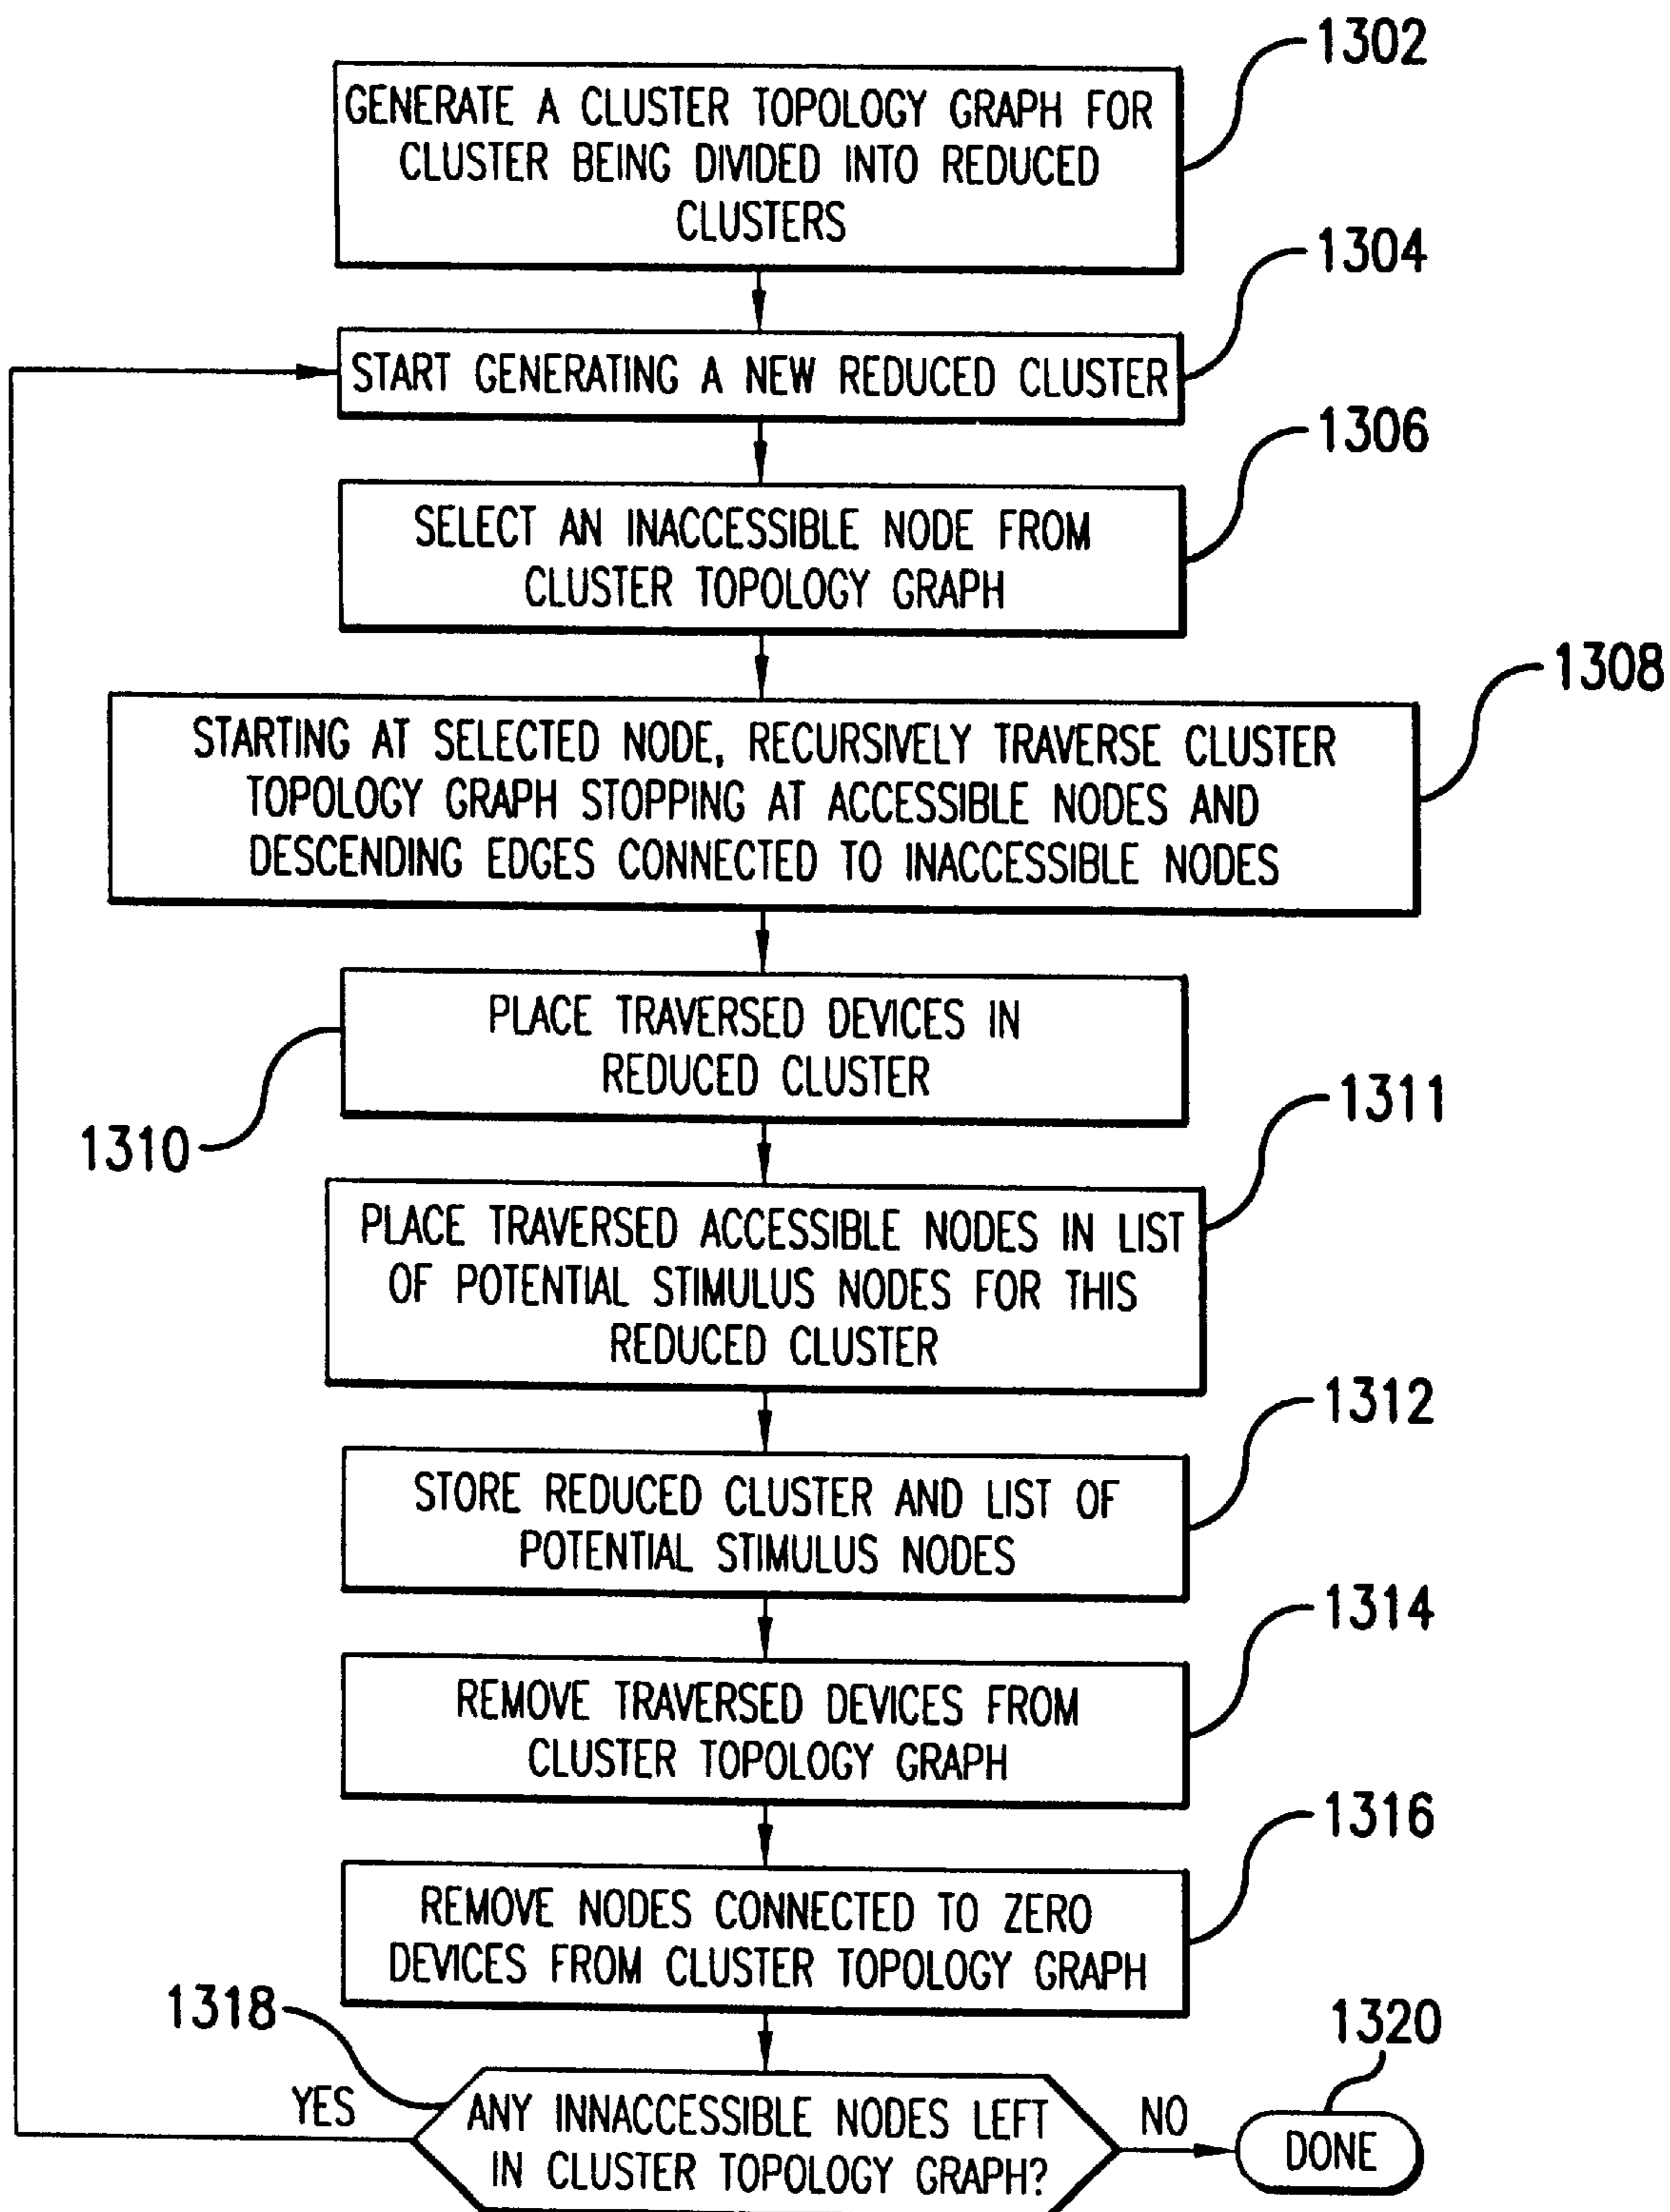 1302
GENERATE A CLUSTER TOPOLOGY GRAPH FOR
CLUSTER BEING DIVIDED INTO REDUCED
CLUSTERS
1304
START GENERATING A NEW REDUCED CLUSTER
1306
SELECT AN INACCESSIBLE NODE FROM
CLUSTER TOPOLOGY GRAPH
1308
STARTING AT SELECTED NODE, RECURSIVELY TRAVERSE CLUSTER
TOPOLOGY GRAPH STOPPING AT ACCESSIBLE NODES AND
DESCENDING EDGES CONNECTED TO INACCESSIBLE NODES
PLACE TRAVERSED DEVICES IN
REDUCED CLUSTER
1310
1311
PLACE TRAVERSED ACCESSIBLE NODES IN LIST
OF POTENTIAL STIMULUS NODES FOR THIS
REDUCED CLUSTER
1312
STORE REDUCED CLUSTER AND LIST OF
POTENTIAL STIMULUS NODES
1314
REMOVE TRAVERSED DEVICES FROM
CLUSTER TOPOLOGY GRAPH
1316
REMOVE NODES CONNECTED TO ZERO
DEVICES FROM CLUSTER TOPOLOGY GRAPH
1318
1320
YES
ANY INNACCESSIBLE NODES LEFT
IN CLUSTER TOPOLOGY GRAPH?
NO
DONE